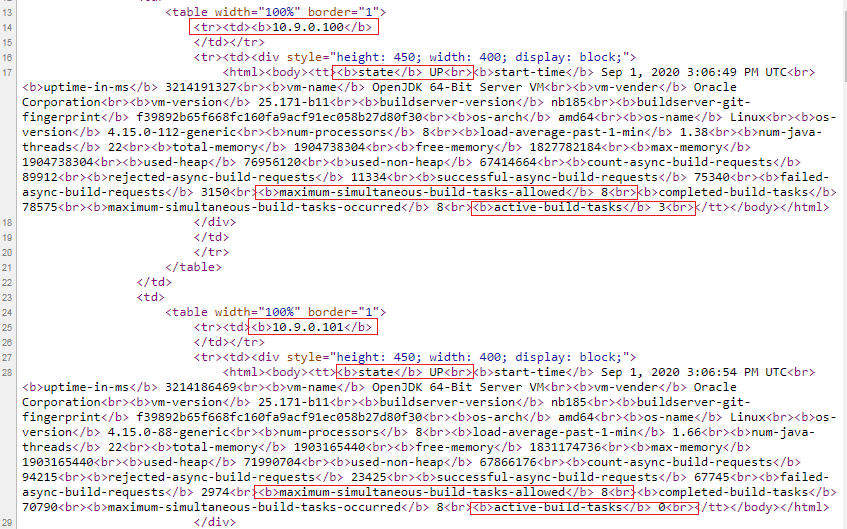 12
13 <table width="100%" border="1">
14 <tr><td><b>10.9.0.100</b>
15 </td></tr>
16 <tr><td><div style="height: 450; width: 400; display: block;">
17 <html><body><tt><b>state</b> UP<br><b>start-time</b> Sep 1, 2020 3:06:49 PM UTC<br>
<b>uptime-in-ms</b> 3214191327<br><b>vm-name</b> OpenJDK 64-Bit Server VM<br><b>vm-vender</b> Oracle
Corporation<br><b>vm-version</b> 25.171-b11<br><b>buildserver-version</b> nb185<br><b>buildserver-git-
fingerprint</b> f39892b65f668fc160fa9acf91ec058b27d80f30<br><b>os-arch</b> amd64<br><b>os-name</b> Linux<br><b>os-
version</b> 4.15.0-112-generic<br><b>num-processors</b> 8<br><b>load-average-past-1-min</b> 1.38<br><b>num-java-
threads</b> 22<br><b>total-memory</b> 1904738304<br><b>free-memory</b> 1827782184<br><b>max-memory</b>
1904738304<br><b>used-heap</b> 76956120<br><b>used-non-heap</b> 67414664<br><b>count-async-build-requests</b>
89912<br><b>rejected-async-build-requests</b> 11334<br><b>successful-async-build-requests</b> 75340<br><b>failed-
async-build-requests</b> 3150<br><b>maximum-simultaneous-build-tasks-allowed</b> 8<br><b>completed-build-tasks</b>
78575<br><b>maximum-simultaneous-build-tasks-occurred</b> 8<br><b>active-build-tasks</b> 3<br></tt></body></html>
18 </div>
19 </td>
20 </tr>
21 </table>
22 </td>
23 <td>
24 <table width="100%" border="1">
25 <tr><td><b>10.9.0.101</b>
26 </td></tr>
27 <tr><td><div style="height: 450; width: 400; display: block;">
28 <html><body><tt><b>state</b> UP<br><b>start-time</b> Sep 1, 2020 3:06:54 PM UTC<br>
<b>uptime-in-ms</b> 3214186469<br><b>vm-name</b> OpenJDK 64-Bit Server VM<br><b>vm-vender</b> Oracle
Corporation<br><b>vm-version</b> 25.171-b11<br><b>buildserver-version</b> nb185<br><b>buildserver-git-
fingerprint</b> f39892b65f668fc160fa9acf91ec058b27d80f30<br><b>os-arch</b> amd64<br><b>os-name</b> Linux<br><b>os-
version</b> 4.15.0-88-generic<br><b>num-processors</b> 8<br><b>load-average-past-1-min</b> 1.66<br><b>num-java-
threads</b> 22<br><b>total-memory</b> 1903165440<br><b>free-memory</b> 1831174736<br><b>max-memory</b>
1903165440<br><b>used-heap</b> 71990704<br><b>used-non-heap</b> 67866176<br><b>count-async-build-requests</b>
94215<br><b>rejected-async-build-requests</b> 23425<br><b>successful-async-build-requests</b> 67745<br><b>failed-
async-build-requests</b> 2974<br><b>maximum-simultaneous-build-tasks-allowed</b> 8<br><b>completed-build-tasks</b>
70790<br><b>maximum-simultaneous-build-tasks-occurred</b> 8<br><b>active-build-tasks</b> 0<br></tt></body></html>
29 </div>